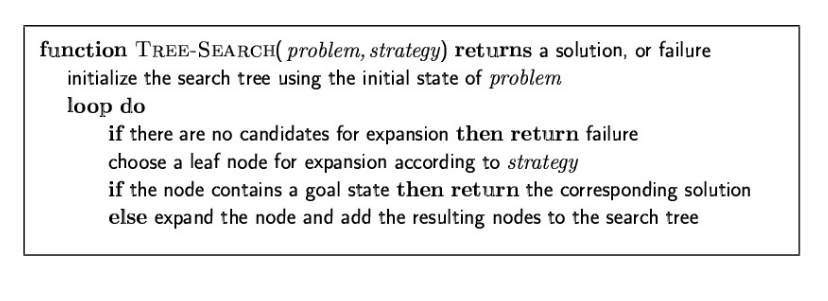 function TREE-SEARCH( problem, strategy) returns a solution, or failure
initialize the search tree using the initial state of problem
loop do
if there are no candidates for expansion then return failure
choose a leaf node for expansion according to strategy
if the node contains a goal state then return the corresponding solution
else expand the node and add the resulting nodes to the search tree